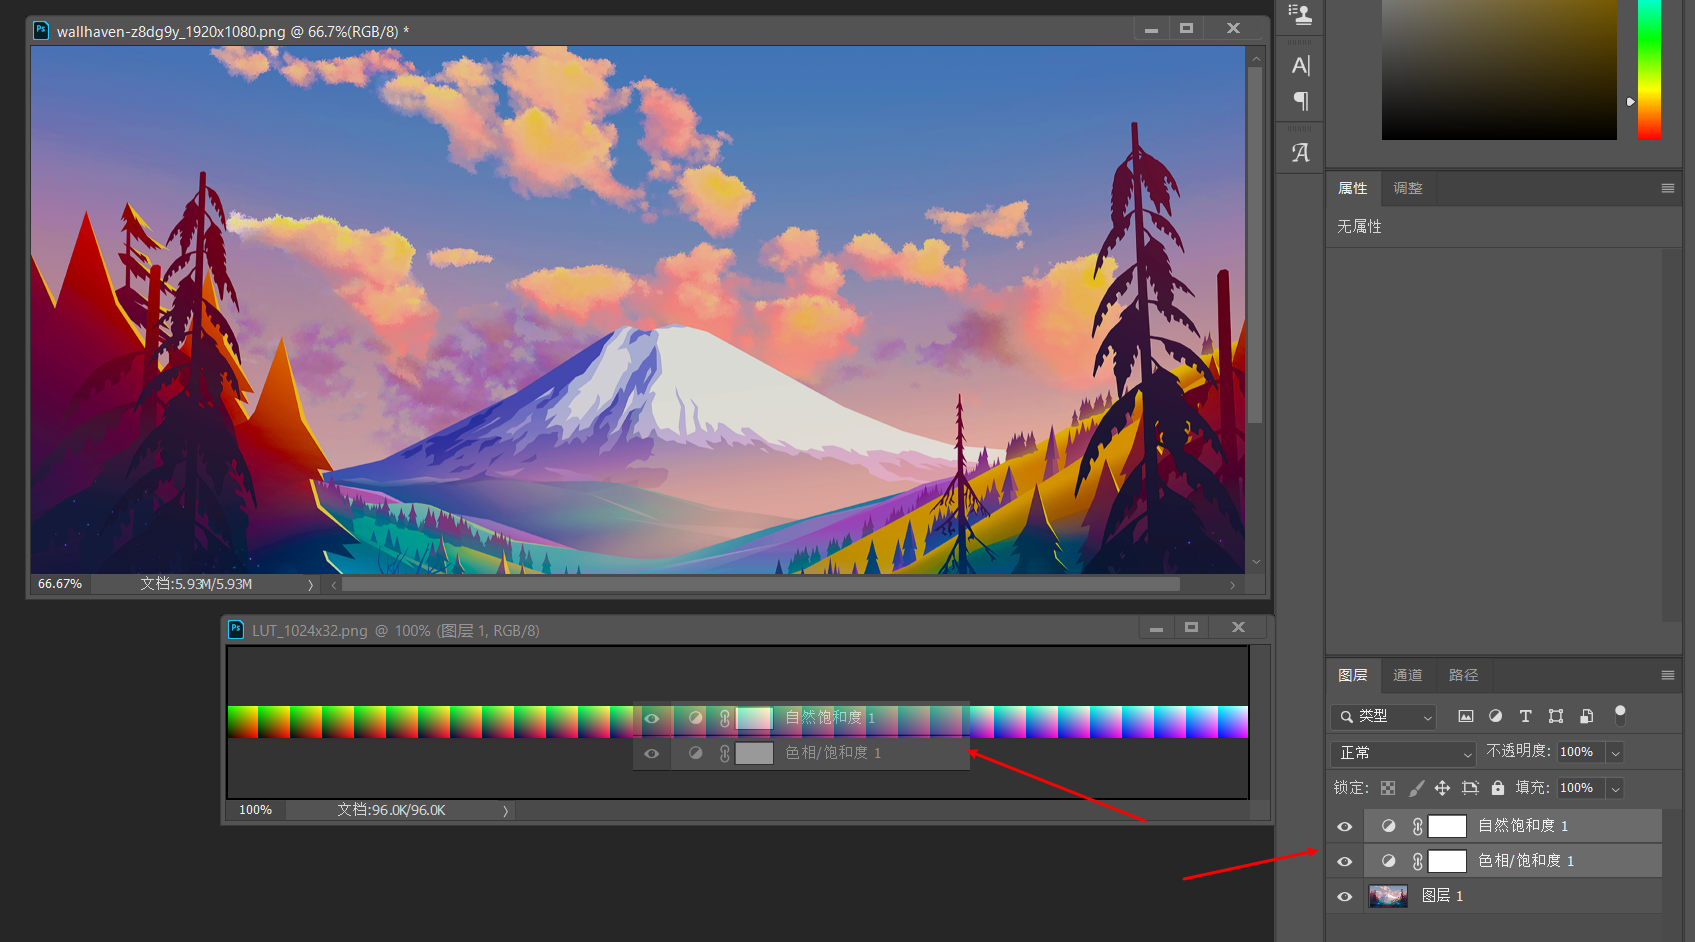 Ps wallhaven-z8dg9y_1920x1080.png @ 66.7%(RGB/8) *
66.67% 文档:5.93M/5.93M
Ps LUT_1024x32.png @ 100% (图层 1, RGB/8)
自然饱和度 1
色相/饱和度 1
100% 文档:96.0K/96.0K
A
¶
A
属性 调整
无属性
图层 通道 路径
类型 T
正常 不透明度: 100%
锁定: 填充: 100%
自然饱和度 1
色相/饱和度 1
图层 1